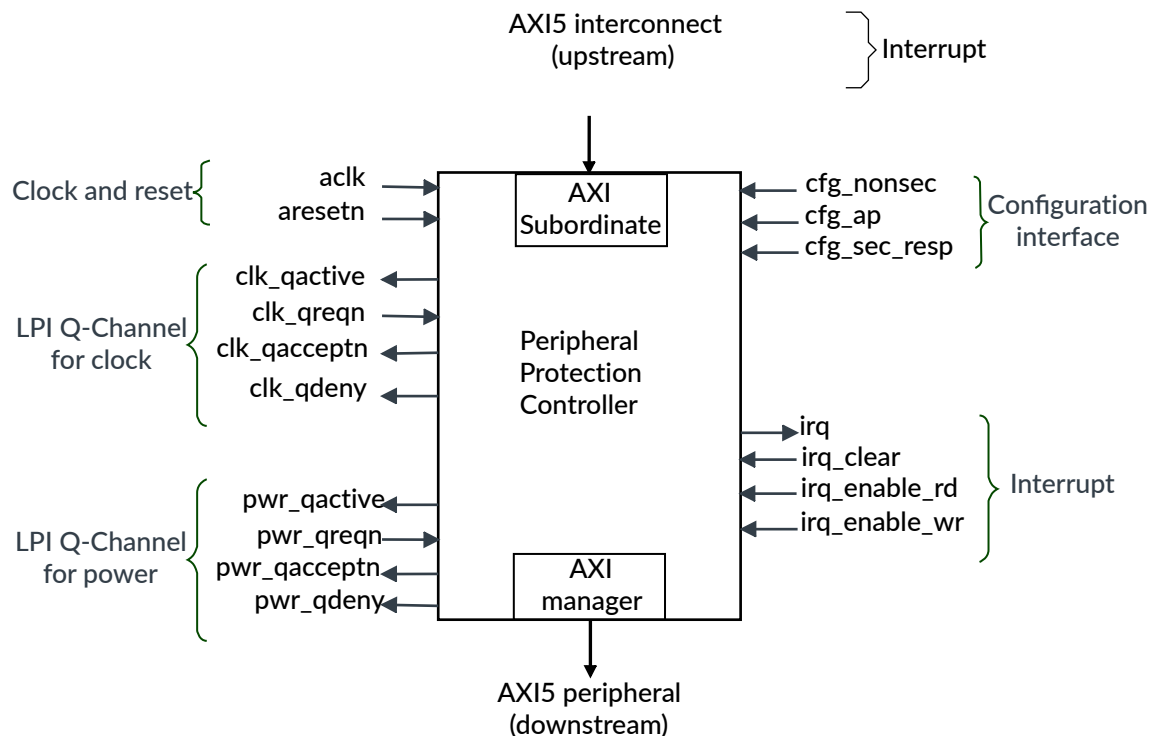 AXI5 interconnect
(upstream)
Interrupt
Clock and reset
aclk
aresetn
AXI
Subordinate
cfg_nonsec
cfg_ap
cfg_sec_resp
Configuration
interface
LPI Q-Channel
for clock
clk_qactive
clk_qreqn
clk_qacceptn
clk_qdeny
Peripheral
Protection
Controller
irq
irq_clear
irq_enable_rd
irq_enable_wr
Interrupt
LPI Q-Channel
for power
pwr_qactive
pwr_qreqn
pwr_qacceptn
pwr_qdeny
AXI
manager
AXI5 peripheral
(downstream)